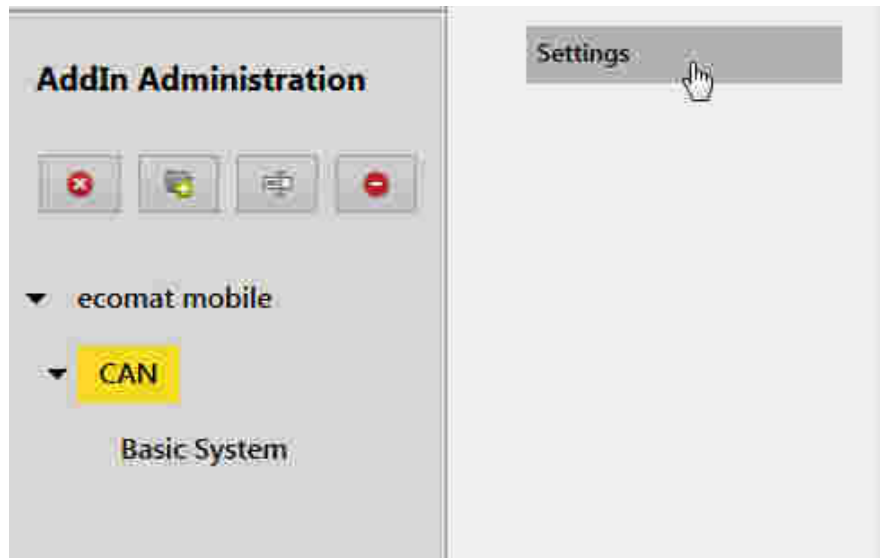 AddIn Administration
Settings
ecomat mobile
CAN
Basic System